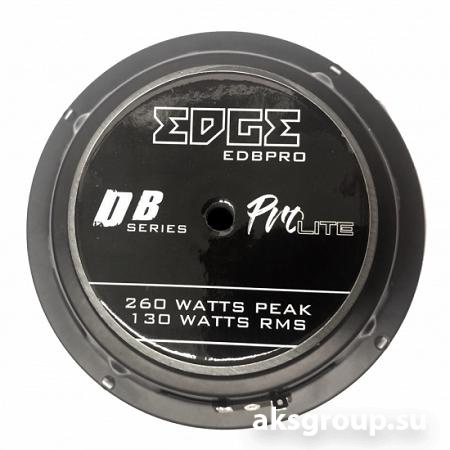 EDGE
EDBPRO
DB
SERIES
Pro
LITE
260 WATTS PEAK
130 WATTS RMS
aksgroup.su